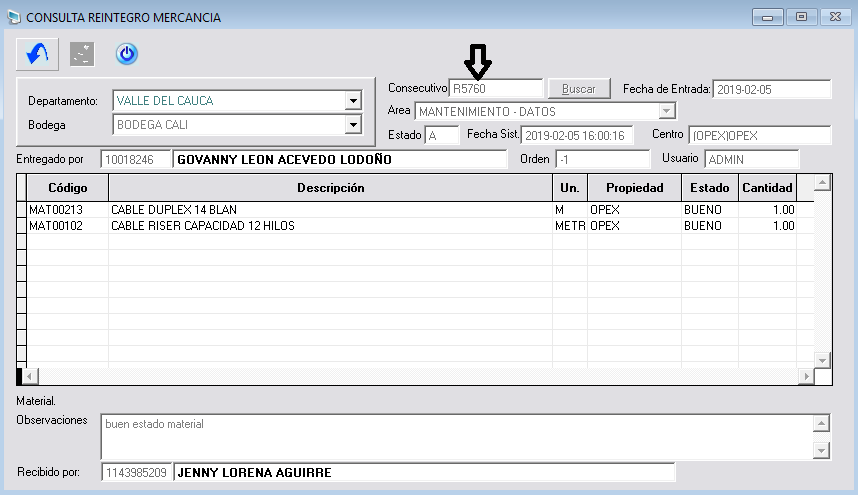 CONSULTA REINTEGRO MERCANCIA
Consecutivo R5760 Buscar Fecha de Entrada: 2019-02-05
Departamento: VALLE DEL CAUCA
Area MANTENIMIENTO - DATOS
Bodega BODEGA CALI
Estado A Fecha Sist. 2019-02-05 16:00:16 Centro (OPEX)OPEX
Entregado por 10018246 GOVANNY LEON ACEVEDO LODOÑO Orden -1 Usuario ADMIN
Código Descripción Un. Propiedad Estado Cantidad
MAT00213 CABLE DUPLEX 14 BLAN M OPEX BUENO 1.00
MAT00102 CABLE RISER CAPACIDAD 12 HILOS METR OPEX BUENO 1.00
Material.
Observaciones buen estado material
Recibido por: 1143985209 JENNY LORENA AGUIRRE